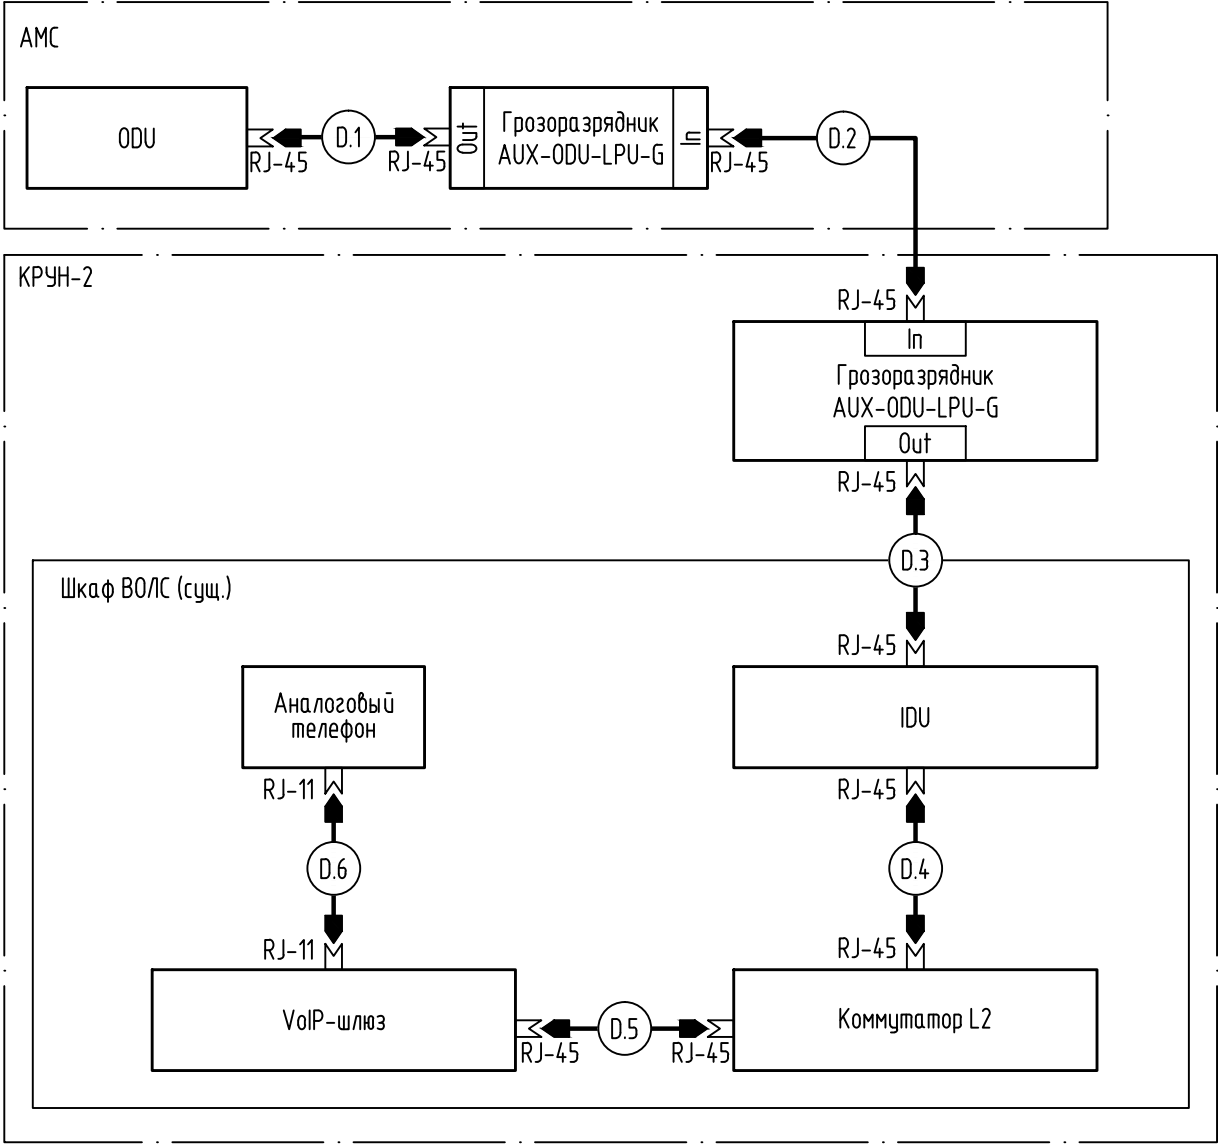 АМС
ODU
RJ-45
D.1
RJ-45
Out
Грозоразрядник
AUX-ODU-LPU-G
In
RJ-45
D.2
КРУН-2
RJ-45
In
Грозоразрядник
AUX-ODU-LPU-G
Out
RJ-45
D.3
Шкаф ВОЛС (сущ.)
RJ-45
Аналоговый
телефон
IDU
RJ-11
RJ-45
D.6
D.4
RJ-11
RJ-45
VoIP-шлюз
RJ-45
D.5
RJ-45
Коммутатор L2